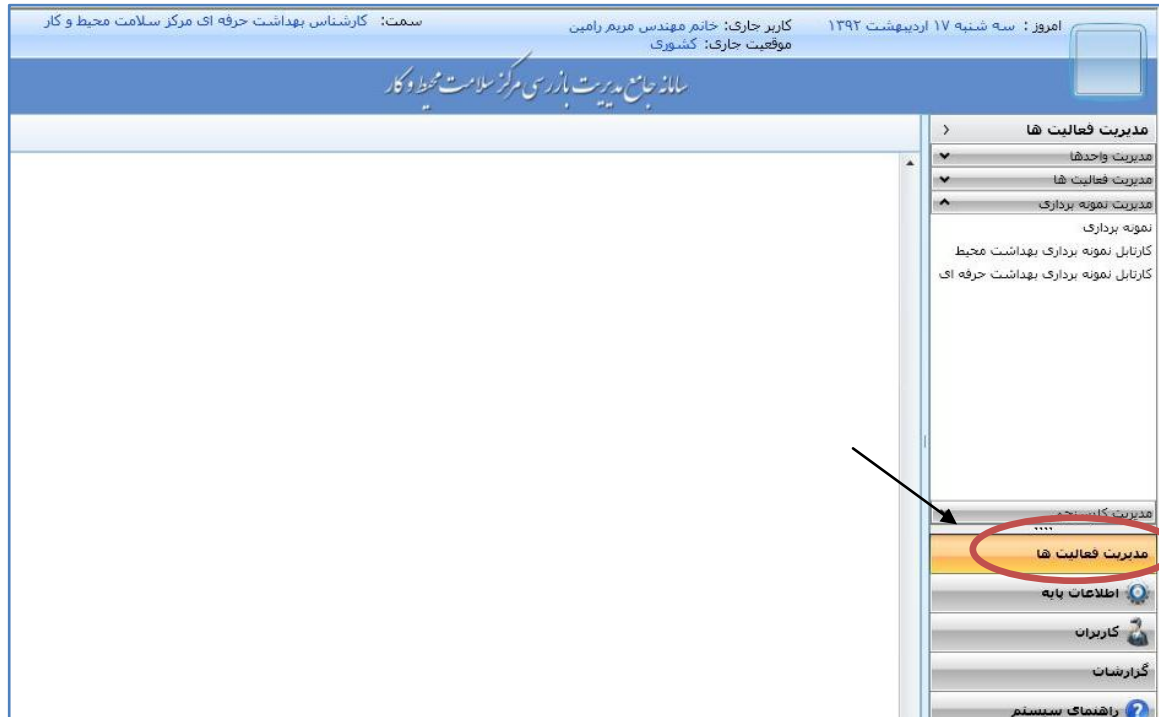 امروز : سه شنبه ۱۷ اردیبهشت ۱۳۹۲
کاربر جاری: خانم مهندس مریم رامین
سمت: کارشناس بهداشت حرفه ای مرکز سلامت محیط و کار
موقعیت جاری: کشوری
سامانه جامع مدیریت بازرسی مرکز سلامت محیط و کار
مدیریت فعالیت ها
مدیریت واحدها
مدیریت فعالیت ها
مدیریت نمونه برداری
نمونه برداری
کارتابل نمونه برداری بهداشت محیط
کارتابل نمونه برداری بهداشت حرفه ای
مدیریت
مدیریت فعالیت ها
اطلاعات پایه
کاربران
گزارشات
راهنمای سیستم